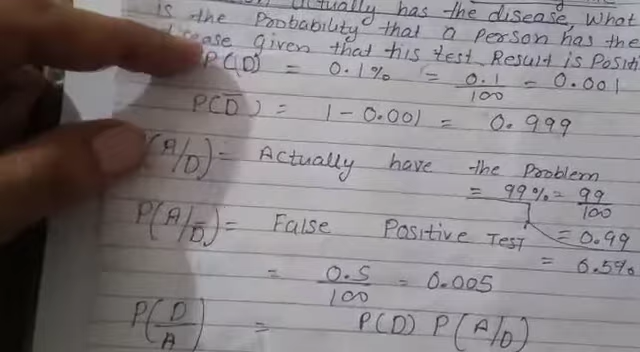 Actually has the disease, What
is the Probability that a person has the
disease given that his test Result is Positi
P(D) = 0.1% = 0.1/100 = 0.001
P(D̅) = 1 - 0.001 = 0.999
(A/D) = Actually have the Problem
= 99% = 99/100
= 0.99
P(A/D̅) = False Positive Test
= 0.5%
= 0.5/100 = 0.005
P(D/A) = P(D) P(A/D)